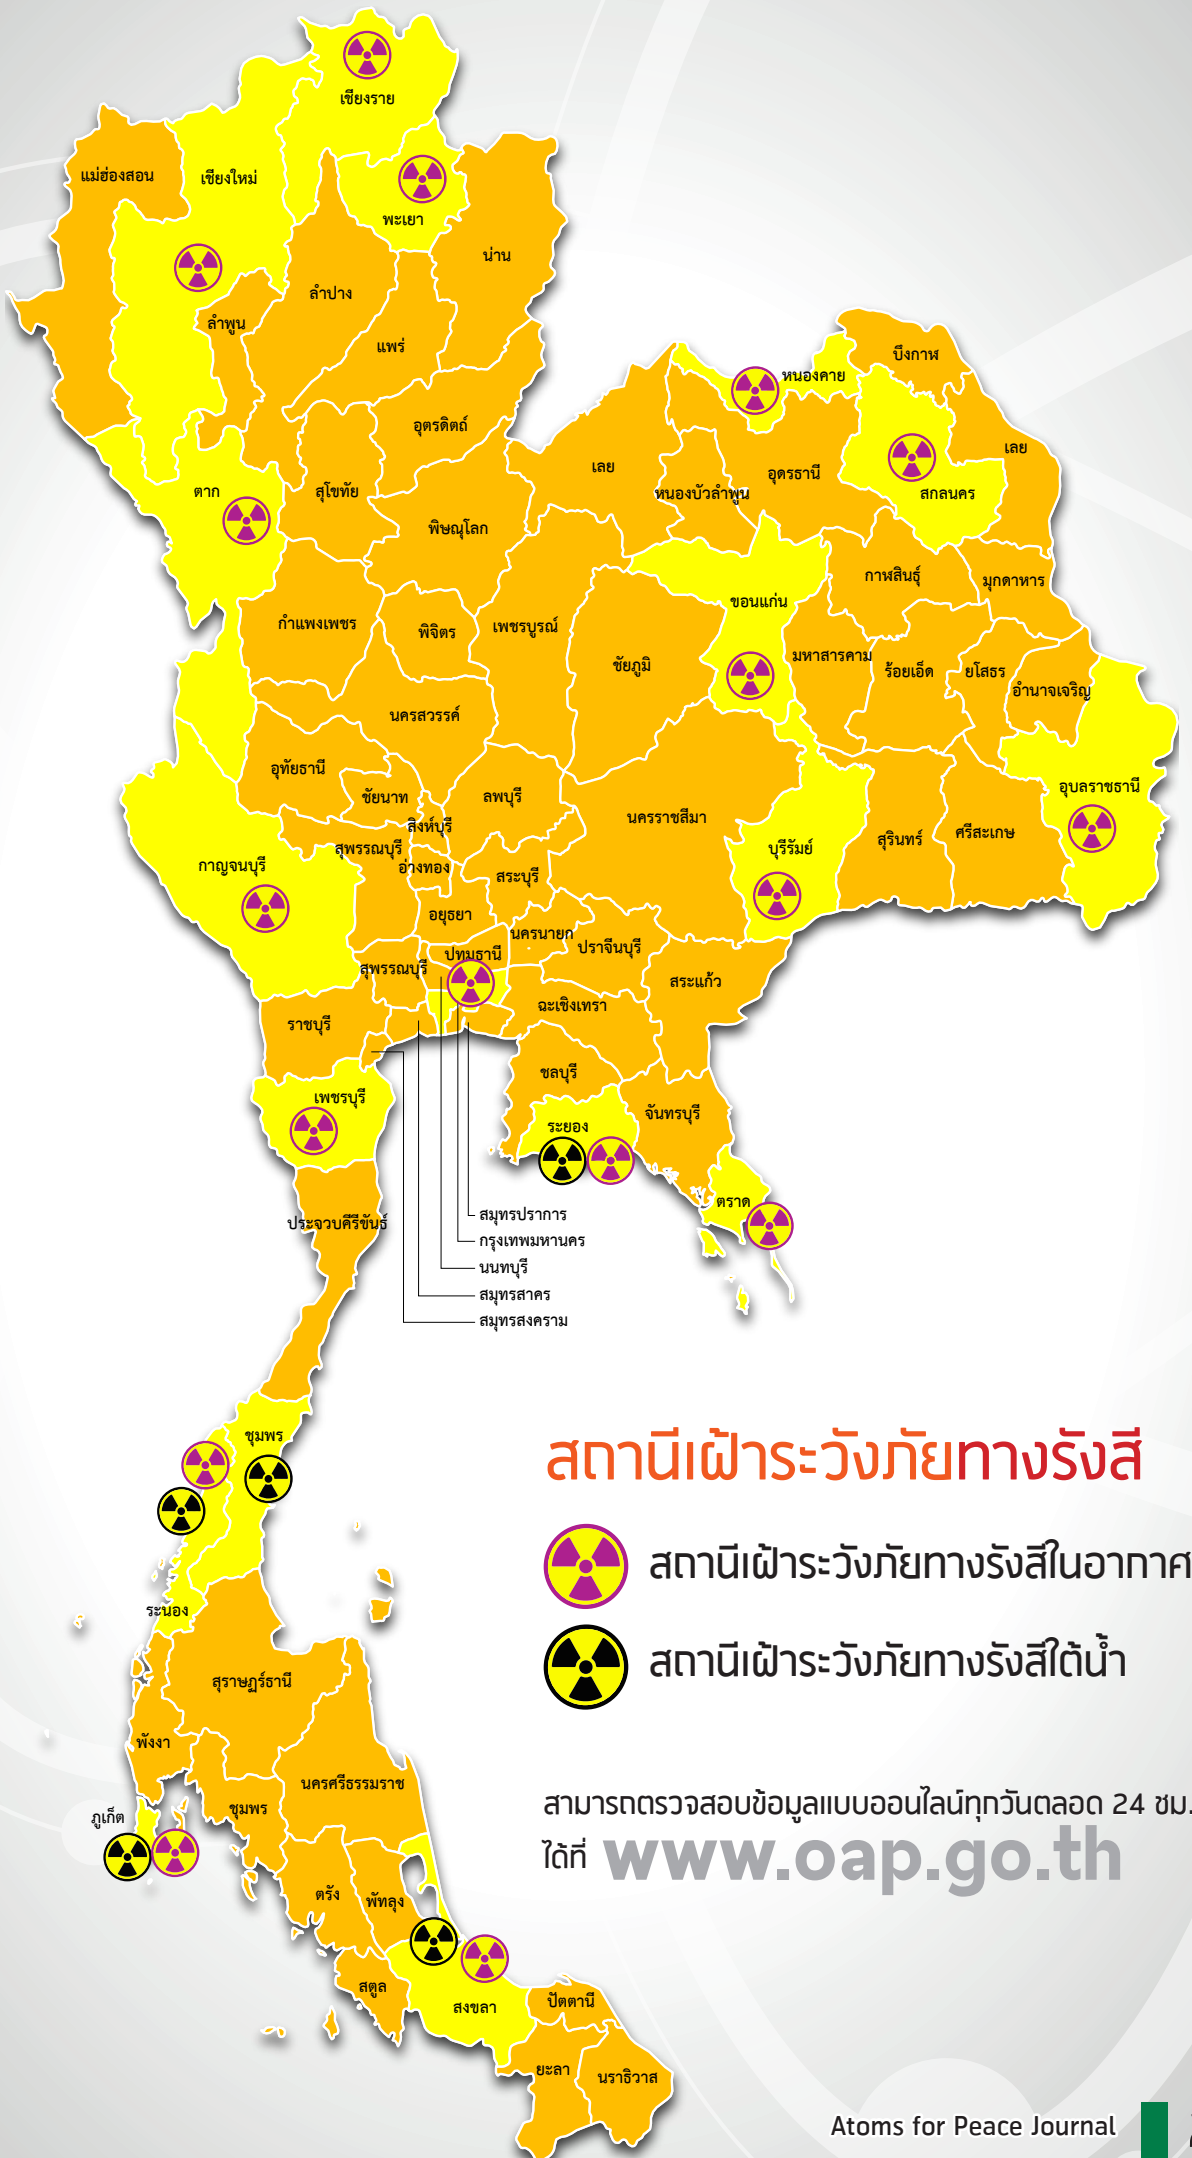 เชียงราย
แม่ฮ่องสอน
เชียงใหม่
พะเยา
น่าน
ลำปาง
ลำพูน
แพร่
บึงกาฬ
หนองคาย
อุตรดิตถ์
เลย
เลย
อุดรธานี
ตาก
สุโขทัย
หนองบัวลำพูน
สกลนคร
พิษณุโลก
กาฬสินธุ์
มุกดาหาร
ขอนแก่น
กำแพงเพชร
พิจิตร
เพชรบูรณ์
ชัยภูมิ
มหาสารคาม
ร้อยเอ็ด
ยโสธร
อำนาจเจริญ
นครสวรรค์
อุทัยธานี
ชัยนาท
ลพบุรี
อุบลราชธานี
นครราชสีมา
สิงห์บุรี
สุรินทร์
ศรีสะเกษ
สุพรรณบุรี
บุรีรัมย์
กาญจนบุรี
อ่างทอง
สระบุรี
อยุธยา
นครนายก
ปราจีนบุรี
ปทุมธานี
สุพรรณบุรี
สระแก้ว
ฉะเชิงเทรา
ราชบุรี
ชลบุรี
เพชรบุรี
จันทรบุรี
ระยอง
ตราด
ประจวบคีรีขันธ์
สมุทรปราการ
กรุงเทพมหานคร
นนทบุรี
สมุทรสาคร
สมุทรสงคราม
ชุมพร
สถานีเฝ้าระวังภัยทางรังสี
สถานีเฝ้าระวังภัยทางรังสีในอากาศ
ระนอง
สถานีเฝ้าระวังภัยทางรังสีใต้น้ำ
สุราษฎร์ธานี
พังงา
นครศรีธรรมราช
ชุมพร
ภูเก็ต
สามารถตรวจสอบข้อมูลแบบออนไลน์ทุกวันตลอด 24 ชม.
ได้ที่ www.oap.go.th
ตรัง
พัทลุง
สตูล
สงขลา
ปัตตานี
ยะลา
นราธิวาส
Atoms for Peace Journal